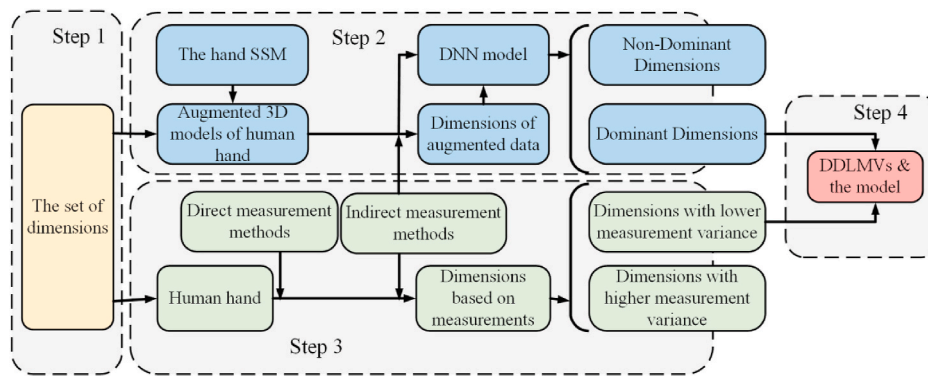 Step 1
The set of
dimensions
Step 2
The hand SSM
Augmented 3D
models of human
hand
DNN model
Dimensions of
augmented data
Non-Dominant
Dimensions
Dominant Dimensions
Direct measurement
methods
Indirect measurement
methods
Human hand
Dimensions
based on
measurements
Dimensions with lower
measurement variance
Dimensions with
higher measurement
variance
Step 3
Step 4
DDLMVs &
the model